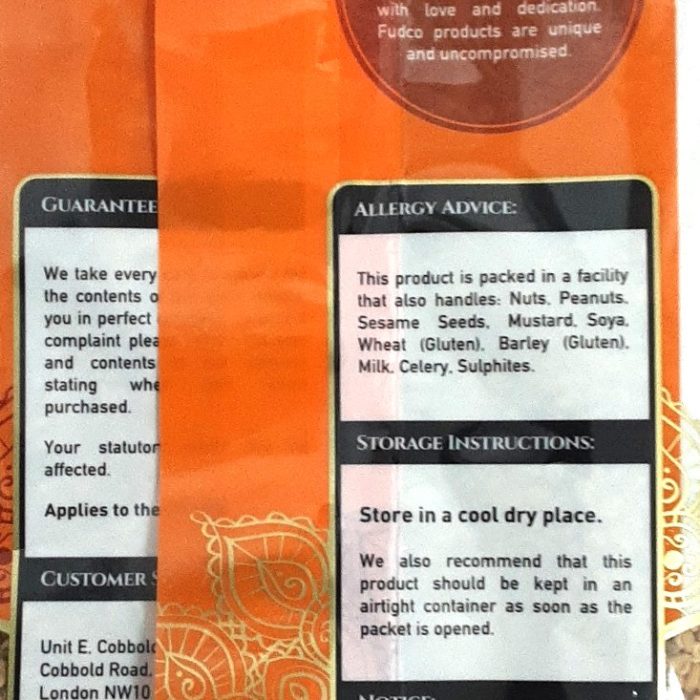 with love and dedication.
Fudco products are unique
and uncompromised.
GUARANTEE
We take every
the contents o
you in perfect
complaint plea
and contents
stating whe
purchased.
Your statutor
affected.
Applies to the
CUSTOMER S
Unit E, Cobbold
Cobbold Road,
London NW10
ALLERGY ADVICE:
This product is packed in a facility
that also handles: Nuts, Peanuts,
Sesame Seeds, Mustard, Soya,
Wheat (Gluten), Barley (Gluten),
Milk, Celery, Sulphites.
STORAGE INSTRUCTIONS:
Store in a cool dry place.
We also recommend that this
product should be kept in an
airtight container as soon as the
packet is opened.
NOTICE: